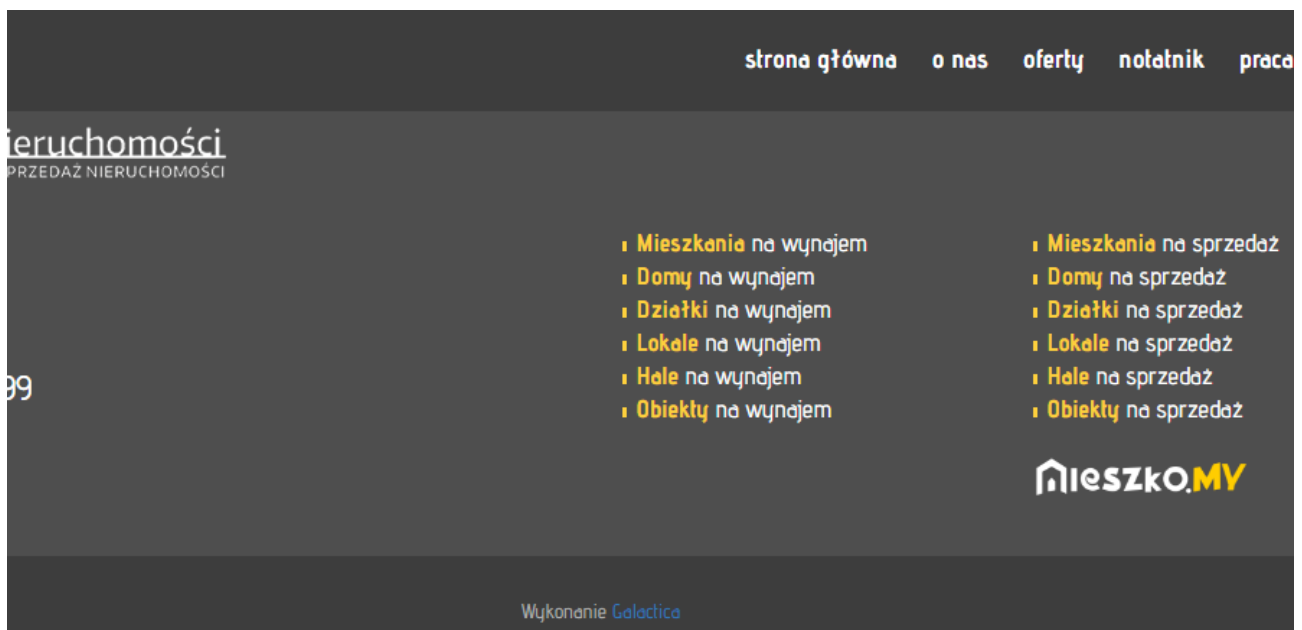 strona główna o nas oferty notatnik praca
ieruchomości
PRZEDAŻ NIERUCHOMOŚCI
Mieszkania na wynajem
Domy na wynajem
Działki na wynajem
Lokale na wynajem
Hale na wynajem
Obiekty na wynajem
99
Mieszkania na sprzedaż
Domy na sprzedaż
Działki na sprzedaż
Lokale na sprzedaż
Hale na sprzedaż
Obiekty na sprzedaż
MIeszkO.MY
Wykonanie Galactica